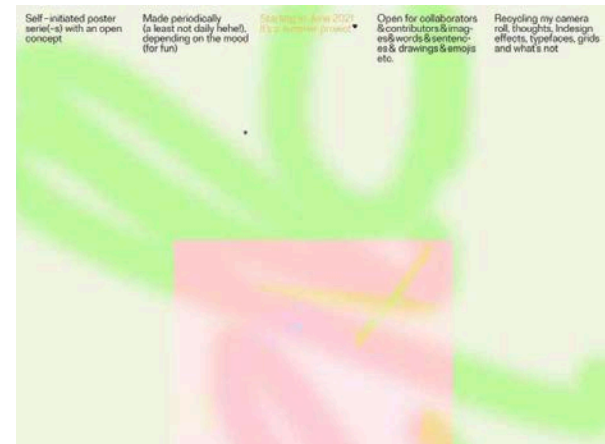 Self-initiated poster
serie(-s) with an open
concept
Made periodically
(a least not daily hehe!),
depending on the mood
(for fun)
Starting in June 2021
It's a summer project
Open for collaborators
&contributors&imag-
es&words&sentenc-
es& drawings&emojis
etc.
Recycling my camera
roll, thoughts, Indesign
effects, typefaces, grids
and what's not